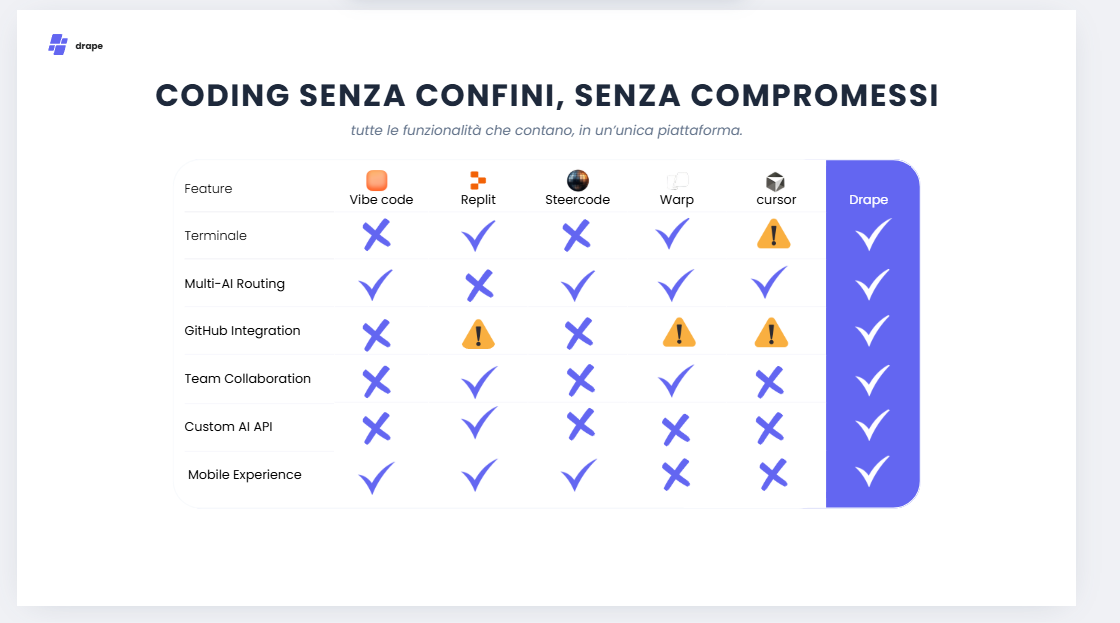 drape
CODING SENZA CONFINI, SENZA COMPROMESSI
tutte le funzionalità che contano, in un'unica piattaforma.
Feature Vibe code Replit Steercode Warp cursor Drape
Terminale
Multi-AI Routing
GitHub Integration
Team Collaboration
Custom AI API
Mobile Experience